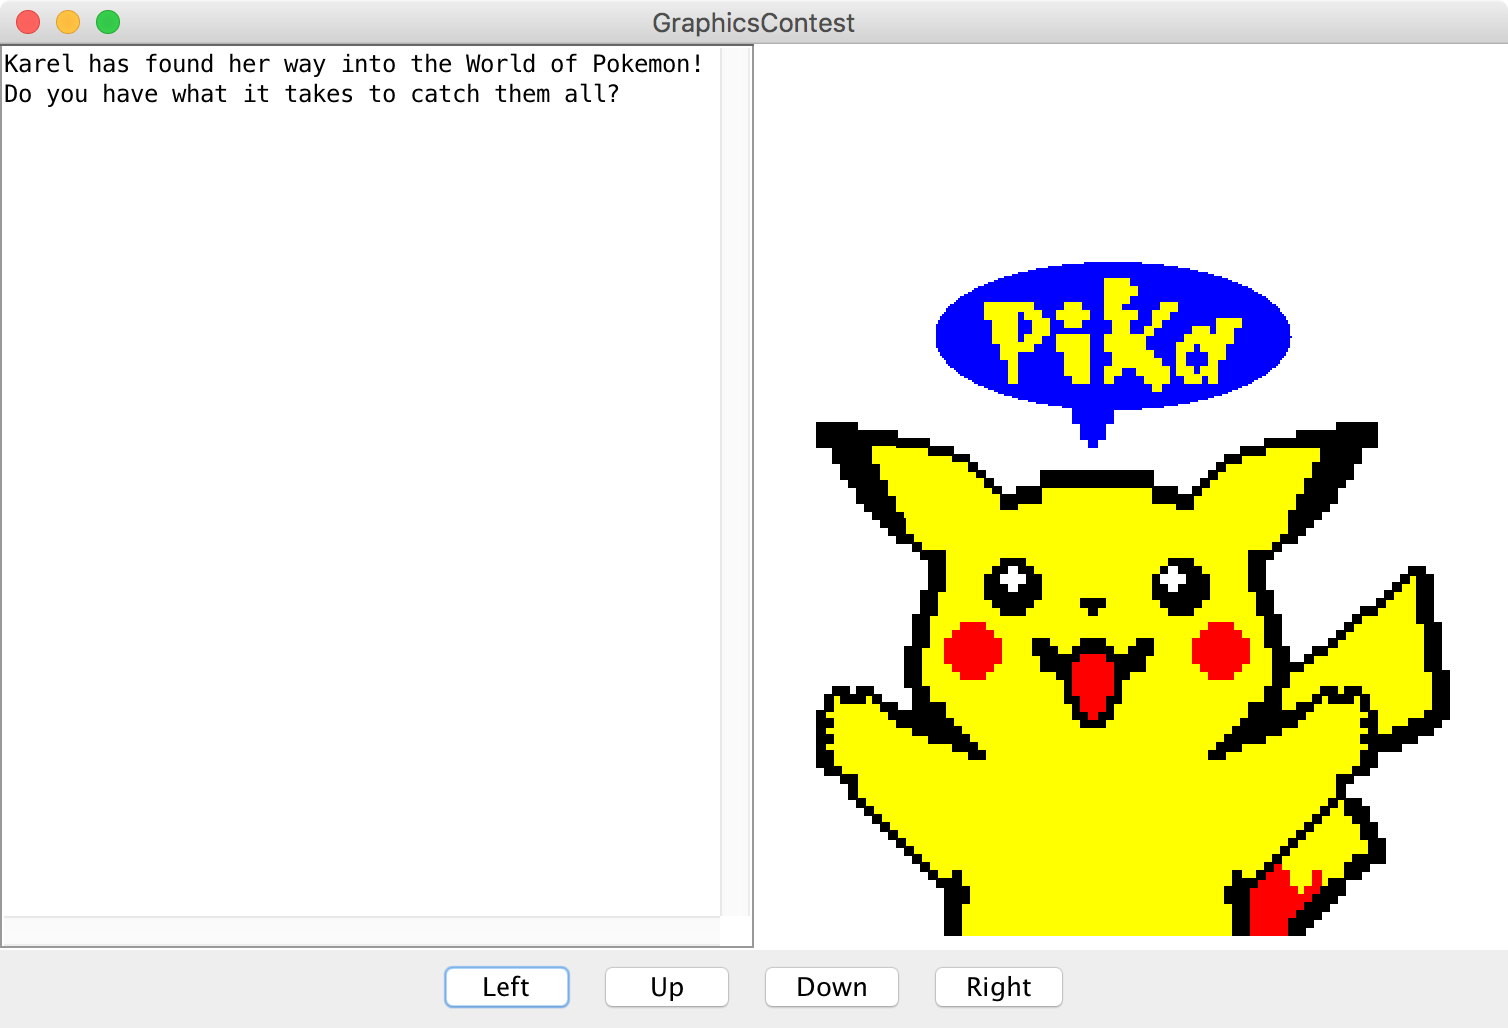 GraphicsContest
Karel has found her way into the World of Pokemon!
Do you have what it takes to catch them all?
Pika
Left
Up
Down
Right